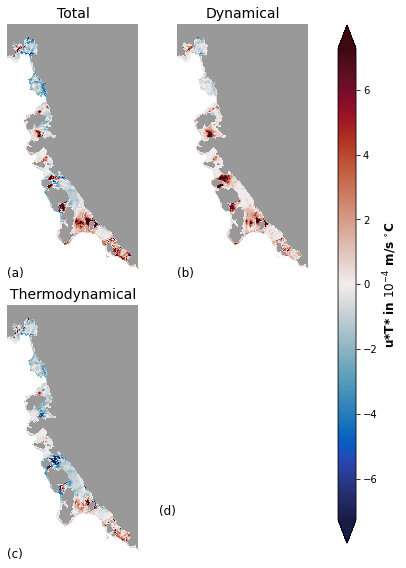 Total
Dynamical
(a)
(b)
Thermodynamical
(c)
(d)
6
4
2
0
−2
−4
−6
u*T* in 10⁻⁴ m/s °C